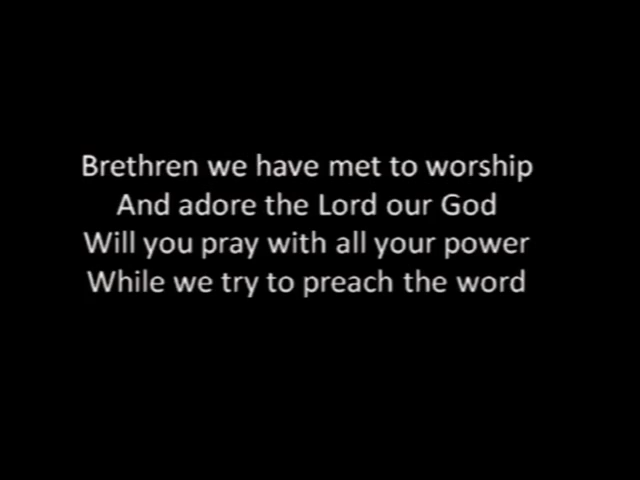 Brethren we have met to worship
And adore the Lord our God
Will you pray with all your power
While we try to preach the word